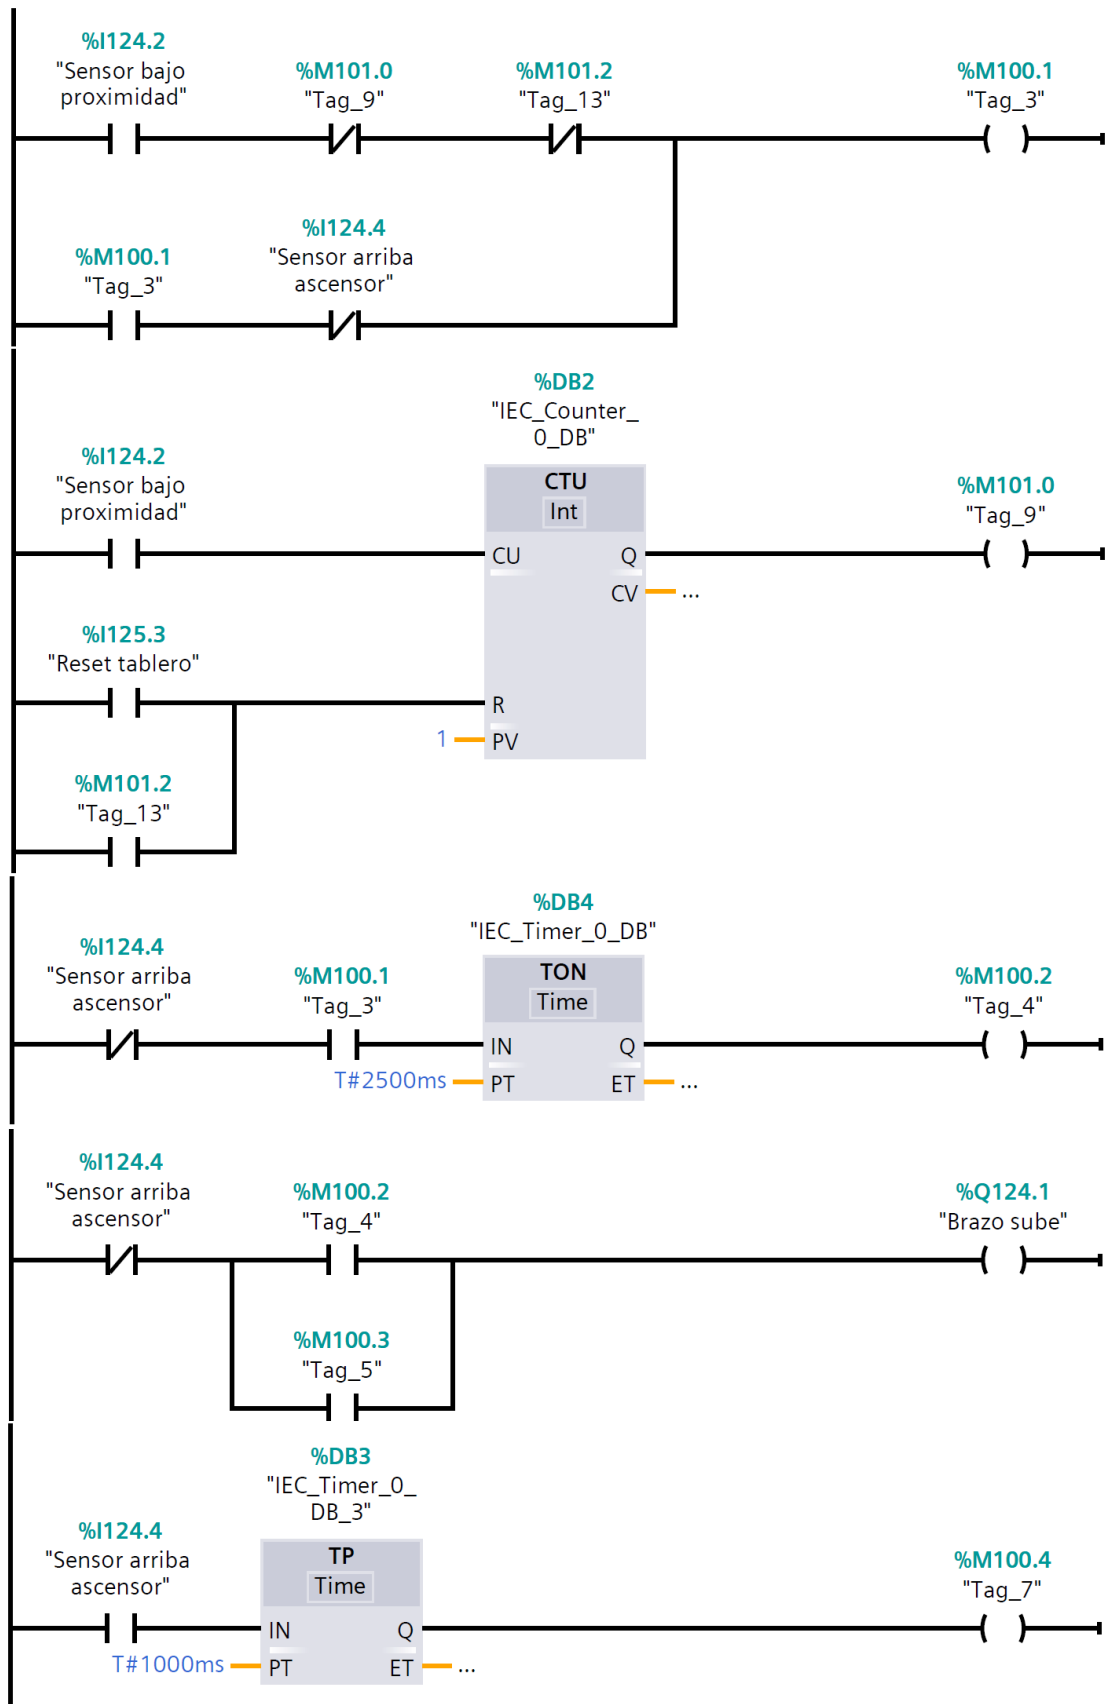 %I124.2
"Sensor bajo
proximidad"
%M101.0
"Tag_9"
%M101.2
"Tag_13"
%M100.1
"Tag_3"
%M100.1
"Tag_3"
%I124.4
"Sensor arriba
ascensor"
%DB2
"IEC_Counter_
0_DB"
%I124.2
"Sensor bajo
proximidad"
CTU
Int
%M101.0
"Tag_9"
CU
Q
CV
...
%I125.3
"Reset tablero"
R
1
PV
%M101.2
"Tag_13"
%DB4
"IEC_Timer_0_DB"
%I124.4
"Sensor arriba
ascensor"
%M100.1
"Tag_3"
TON
Time
%M100.2
"Tag_4"
IN
Q
T#2500ms
PT
ET
...
%I124.4
"Sensor arriba
ascensor"
%M100.2
"Tag_4"
%Q124.1
"Brazo sube"
%M100.3
"Tag_5"
%DB3
"IEC_Timer_0_
DB_3"
%I124.4
"Sensor arriba
ascensor"
TP
Time
%M100.4
"Tag_7"
IN
Q
T#1000ms
PT
ET
...